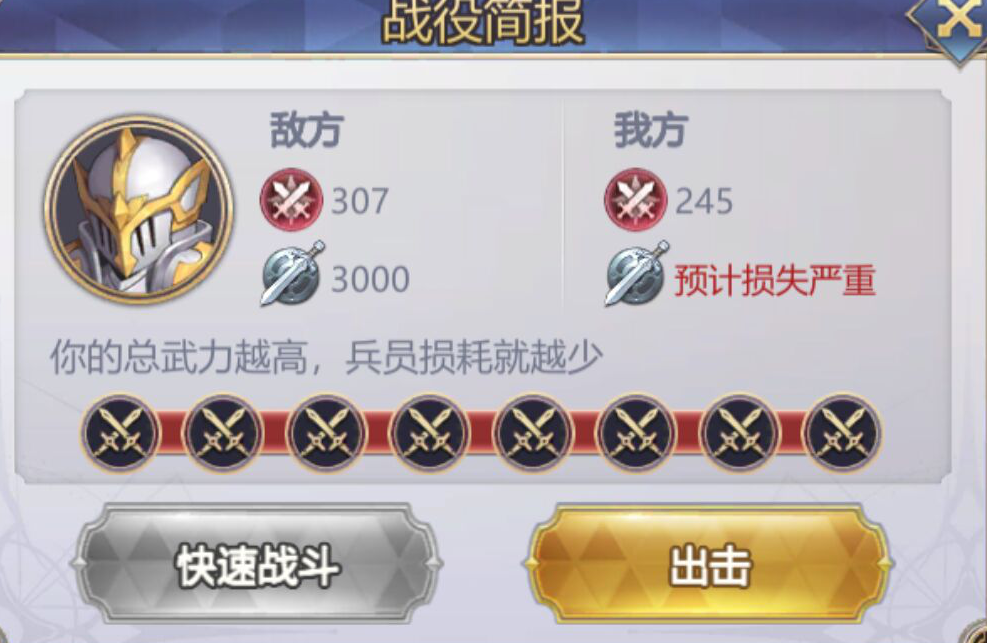 战役简报
敌方
307
3000
我方
245
预计损失严重
你的总武力越高，兵员损耗就越少
快速战斗
出击